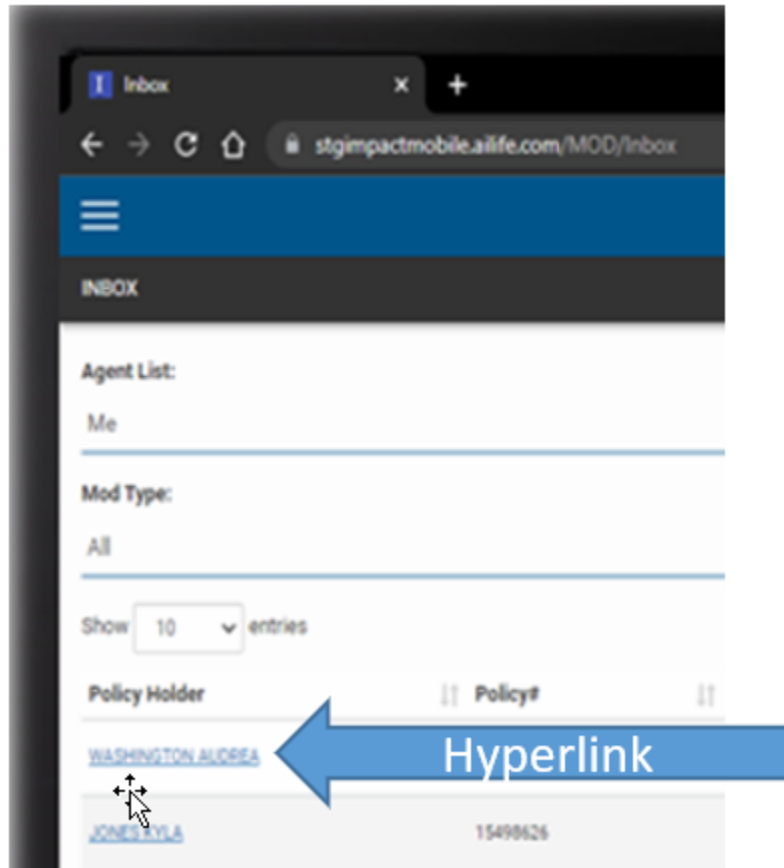 I Inbox × +
stgimpactmobile.ailife.com/MOD/Inbox
INBOX
Agent List:
Me
Mod Type:
All
Show 10 entries
Policy Holder Policy#
WASHINGTON AUDREA Hyperlink
JONES KYLA 15498626